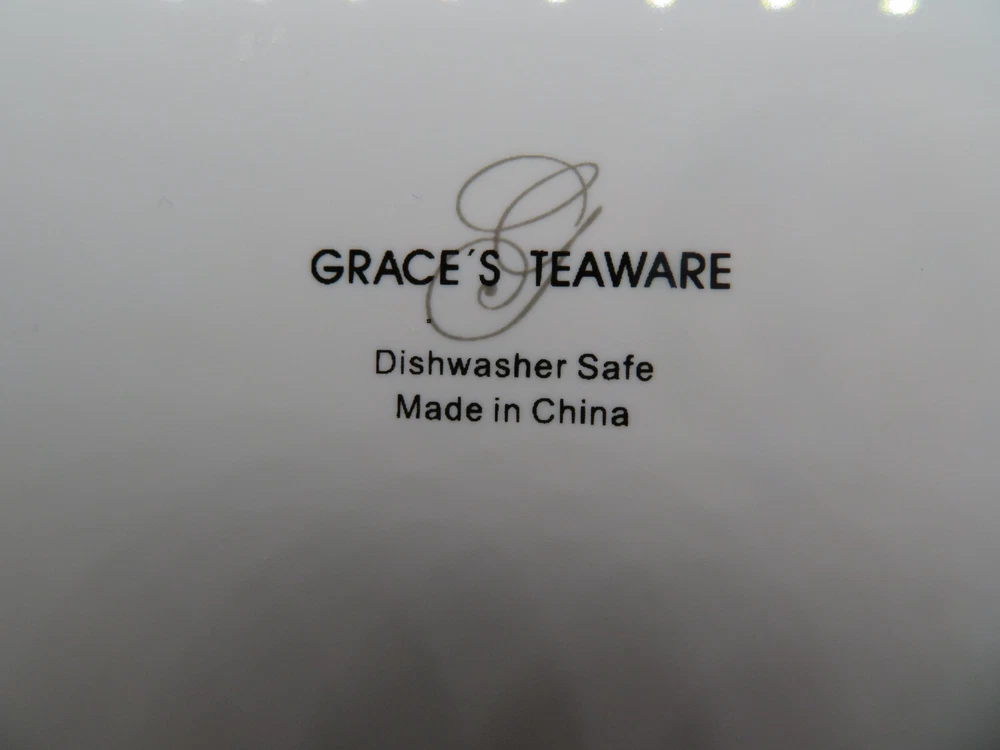 GRACE´S TEAWARE
Dishwasher Safe
Made in China